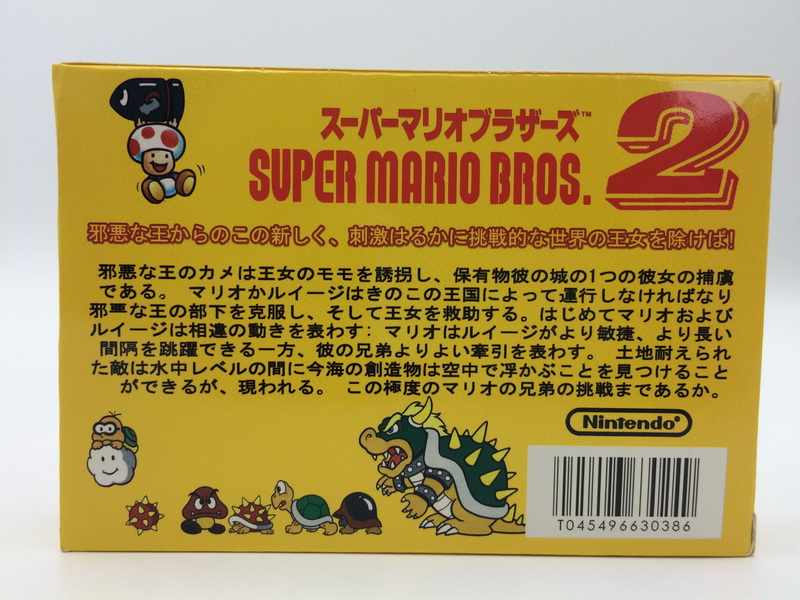 スーパーマリオブラザーズ™
SUPER MARIO BROS. 2
邪悪な王からのこの新しく、刺激はるかに挑戦的な世界の王女を除けば!
邪悪な王のカメは王女のモモを誘拐し、保有物彼の城の1つの彼女の捕虜
である。 マリオかルイージはきのこの王国によって運行しなければなり
邪悪な王の部下を克服し、そして王女を救助する。はじめてマリオおよび
ルイージは相違の動きを表わす: マリオはルイージがより敏捷、より長い
間隔を跳躍できる一方、彼の兄弟よりよい牽引を表わす。 土地耐えられ
た敵は水中レベルの間に今海の創造物は空中で浮かぶことを見つけること
ができるが、現われる。 この極度のマリオの兄弟の挑戦まであるか。
Nintendo
T045496630386